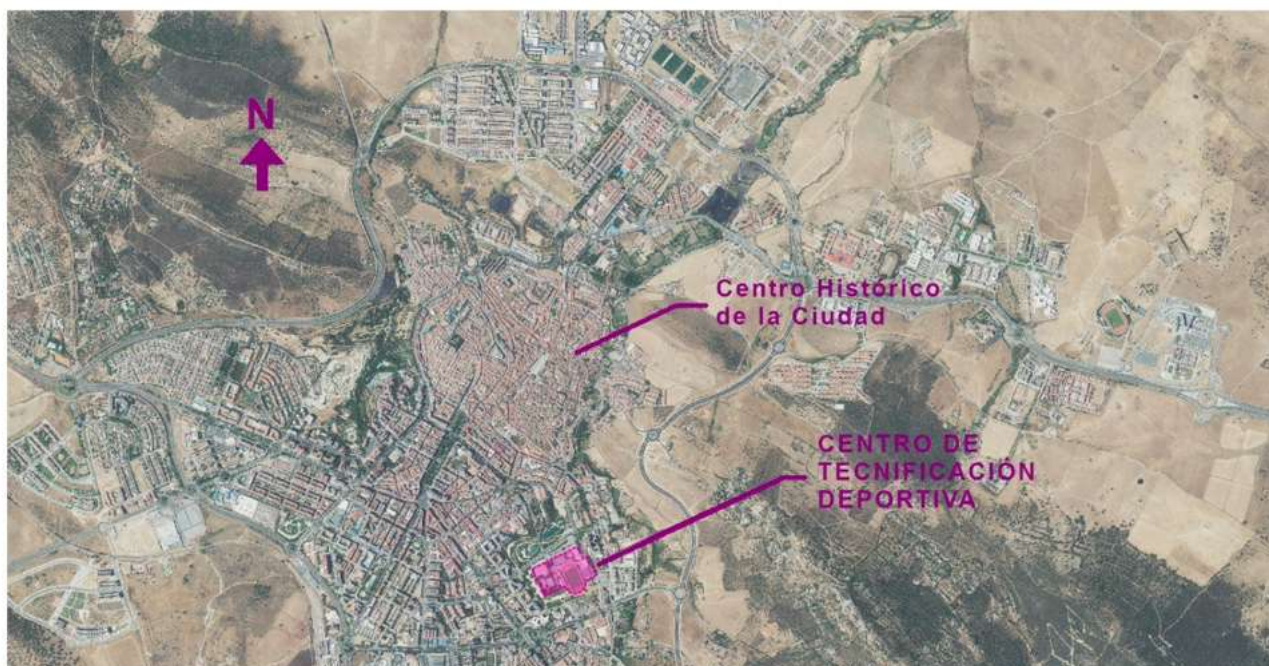 N
Centro Histórico
de la Ciudad
CENTRO DE
TECNIFICACIÓN
DEPORTIVA